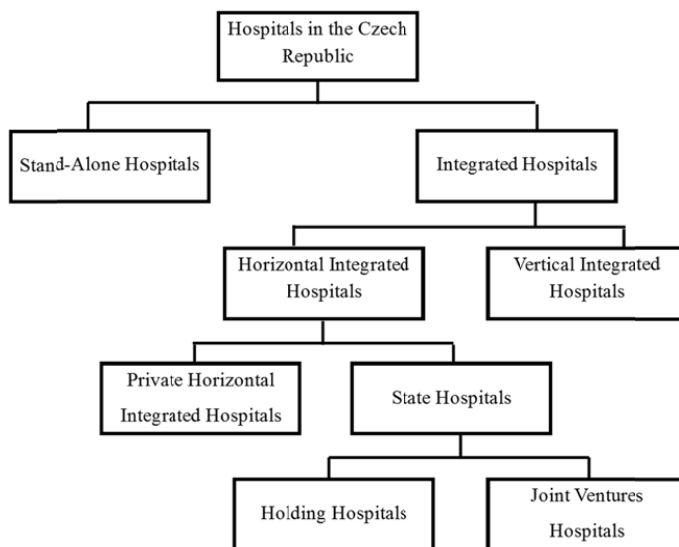 Hospitals in the Czech
Republic
Stand-Alone Hospitals
Integrated Hospitals
Horizontal Integrated
Hospitals
Vertical Integrated
Hospitals
Private Horizontal
Integrated Hospitals
State Hospitals
Holding Hospitals
Joint Ventures
Hospitals